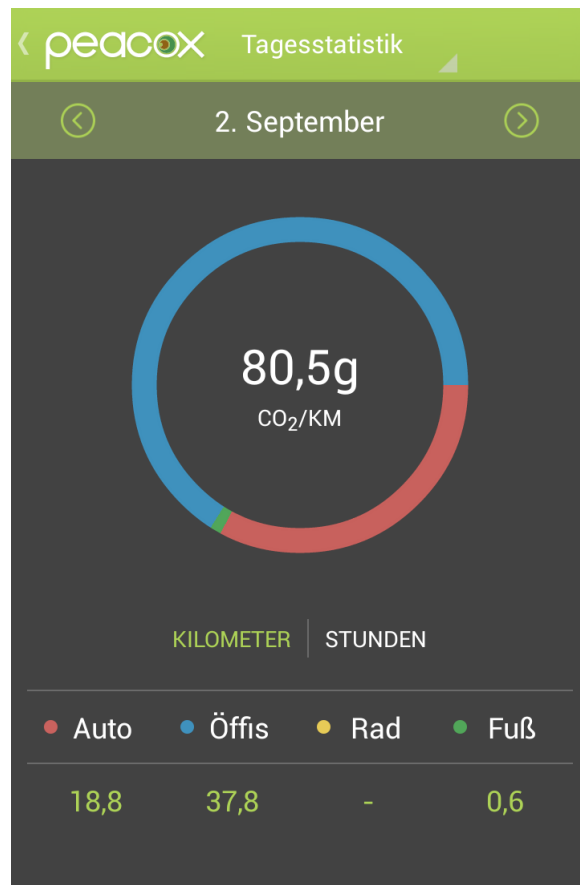 peacox Tagesstatistik
2. September
80,5g
CO₂/KM
KILOMETER STUNDEN
Auto Öffis Rad Fuß
18,8 37,8 - 0,6